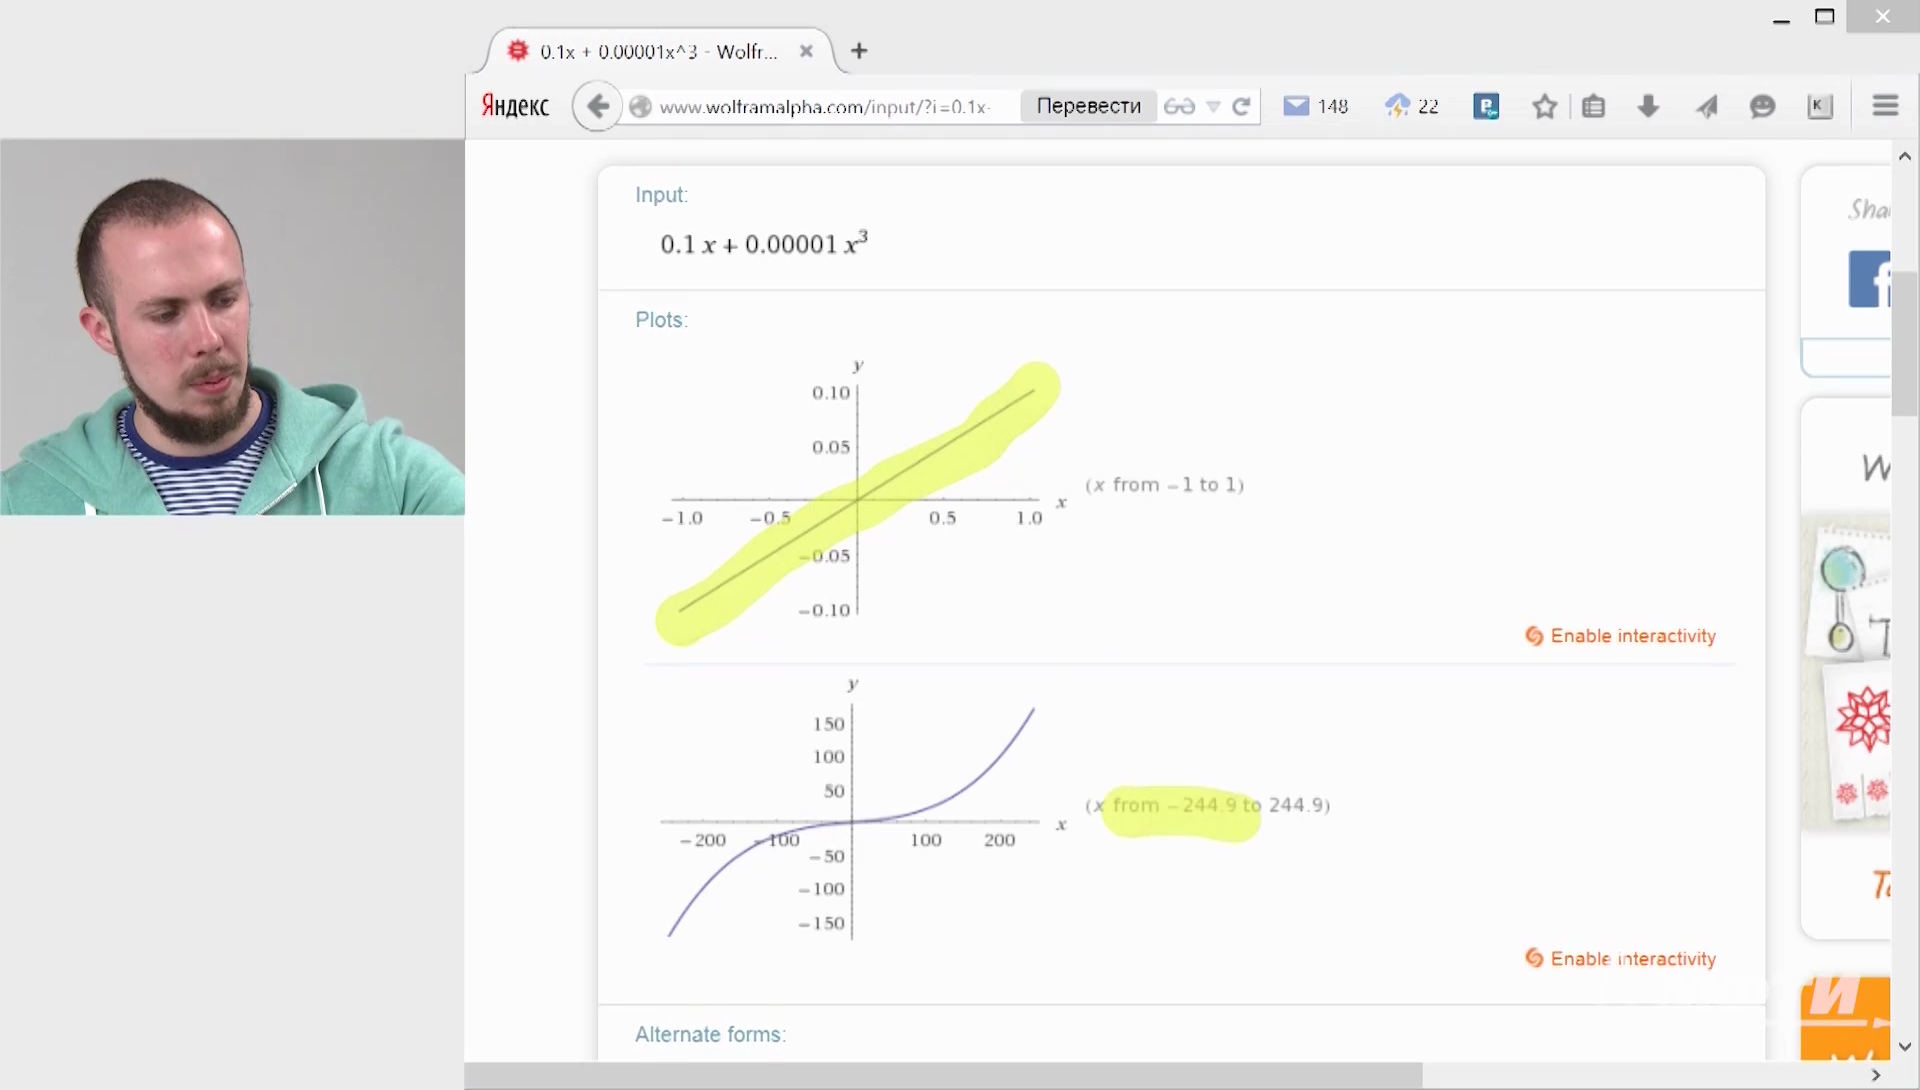 0.1x + 0.00001x^3 - Wolfr...
Яндекс
www.wolframalpha.com/input/?i=0.1x-
Перевести
148
22
P
K
Input:
0.1 x + 0.00001 x³
Plots:
y
0.10
0.05
(x from −1 to 1)
x
−1.0 −0.5 0.5 1.0
−0.05
−0.10
Enable interactivity
y
150
100
50
(x from −244.9 to 244.9)
x
−200 −100 100 200
−50
−100
−150
Enable interactivity
Alternate forms:
Sha
f
W
T
Ta